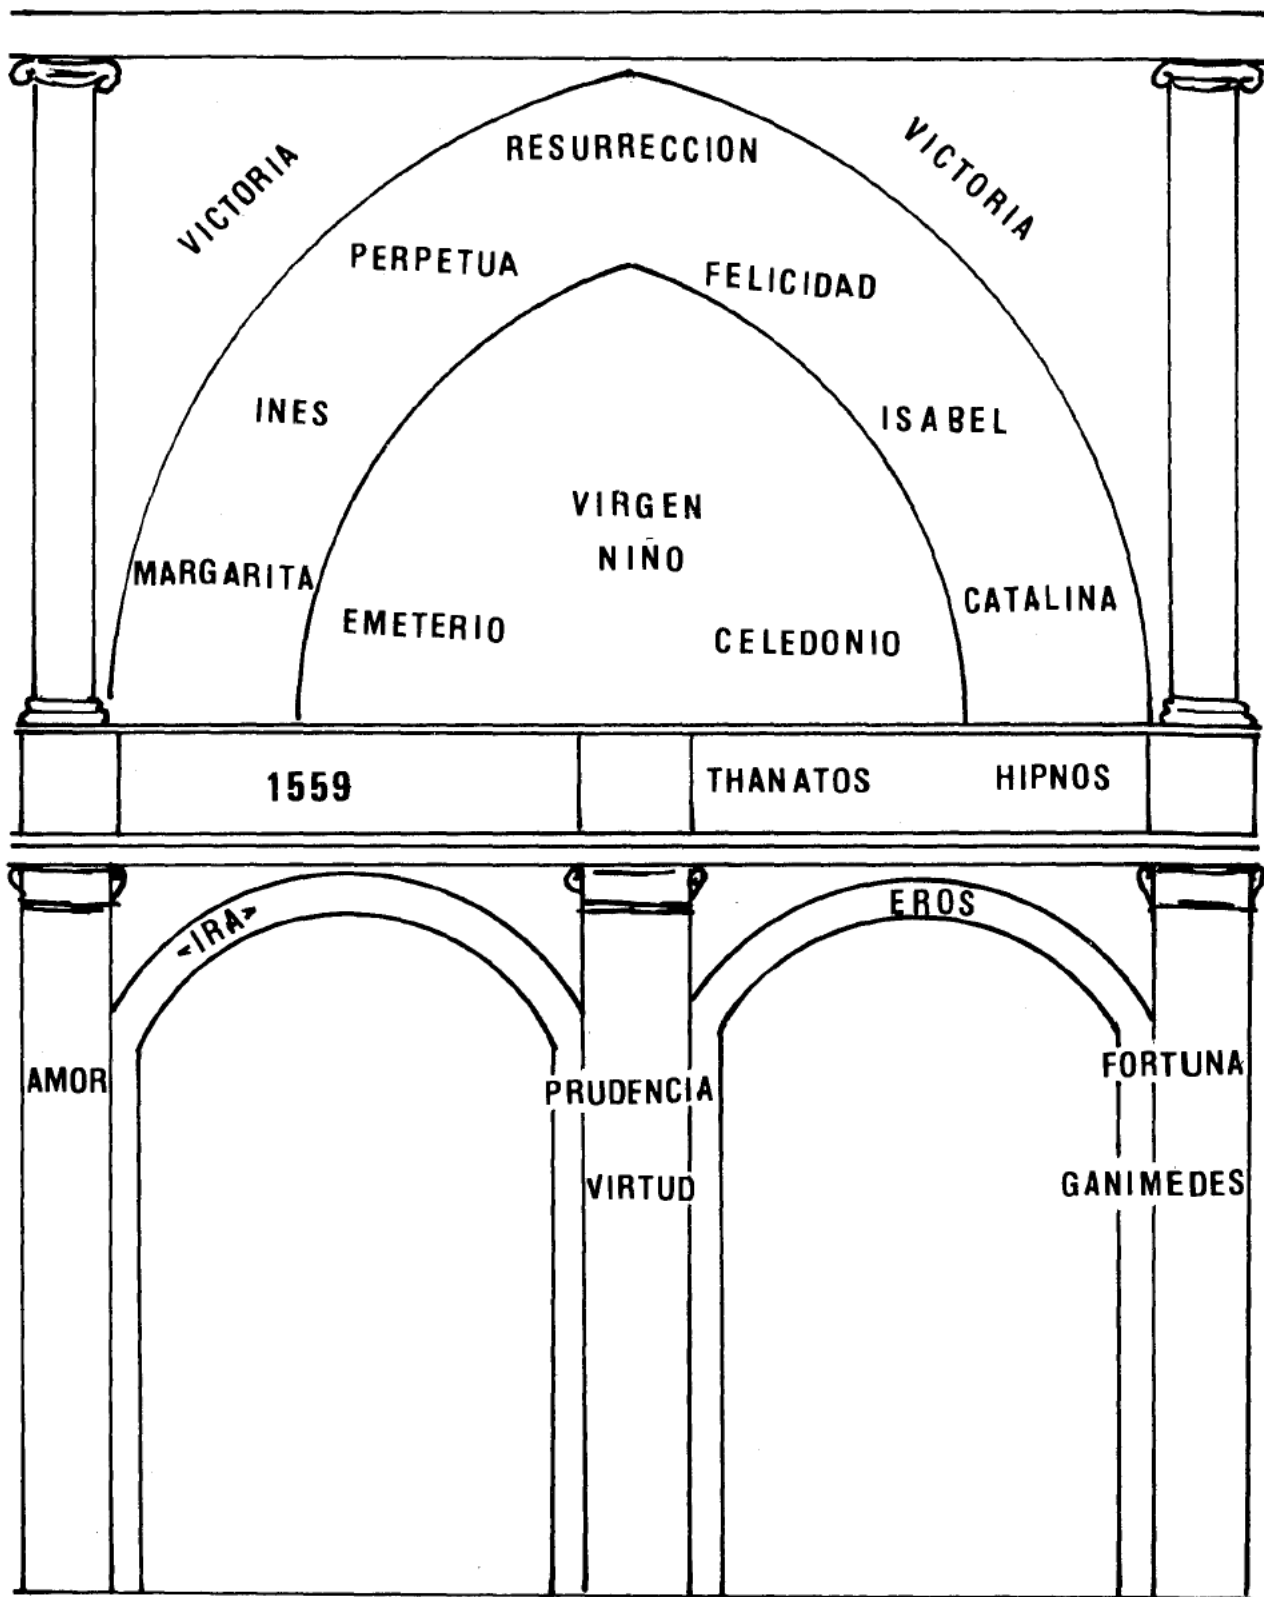 RESURRECCION
VICTORIA
VICTORIA
PERPETUA
FELICIDAD
INES
ISABEL
VIRGEN
NIÑO
MARGARITA
CATALINA
EMETERIO
CELEDONIO
1559
THANATOS
HIPNOS
<IRA>
EROS
AMOR
PRUDENCIA
FORTUNA
VIRTUD
GANIMEDES